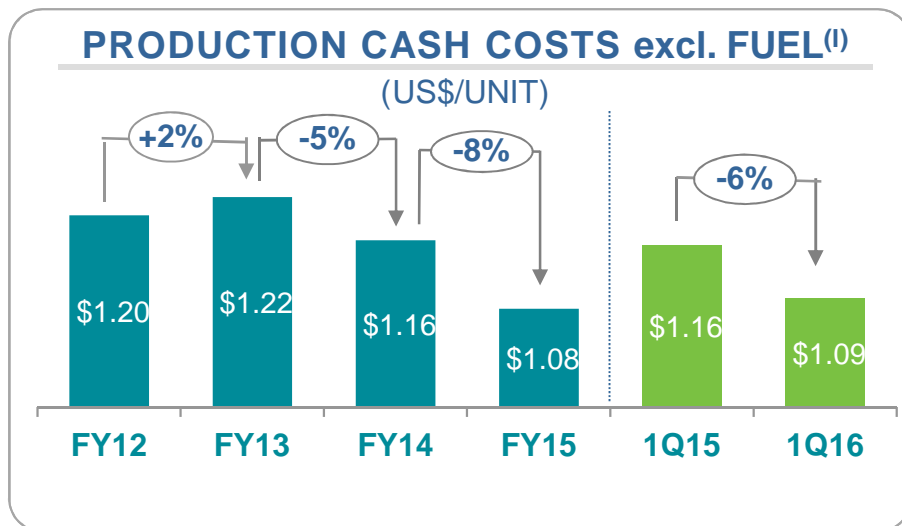 PRODUCTION CASH COSTS excl. FUEL(I)
(US$/UNIT)
+2%
-5%
-8%
-6%
$1.20
$1.22
$1.16
$1.08
$1.16
$1.09
FY12
FY13
FY14
FY15
1Q15
1Q16